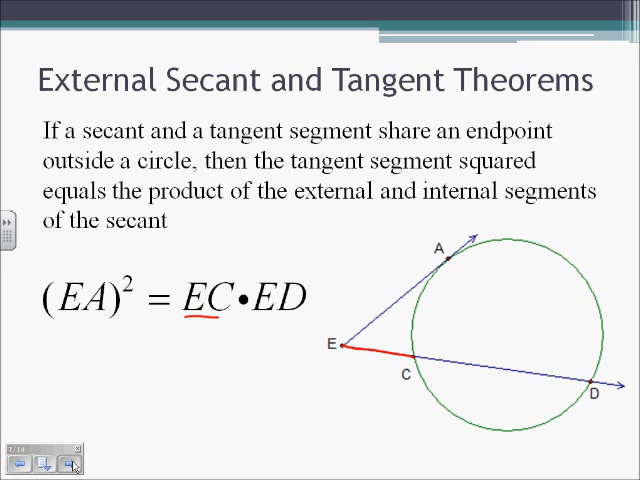 External Secant and Tangent Theorems
If a secant and a tangent segment share an endpoint
outside a circle, then the tangent segment squared
equals the product of the external and internal segments
of the secant
(EA)² = EC•ED
A
E
C
D
7/14